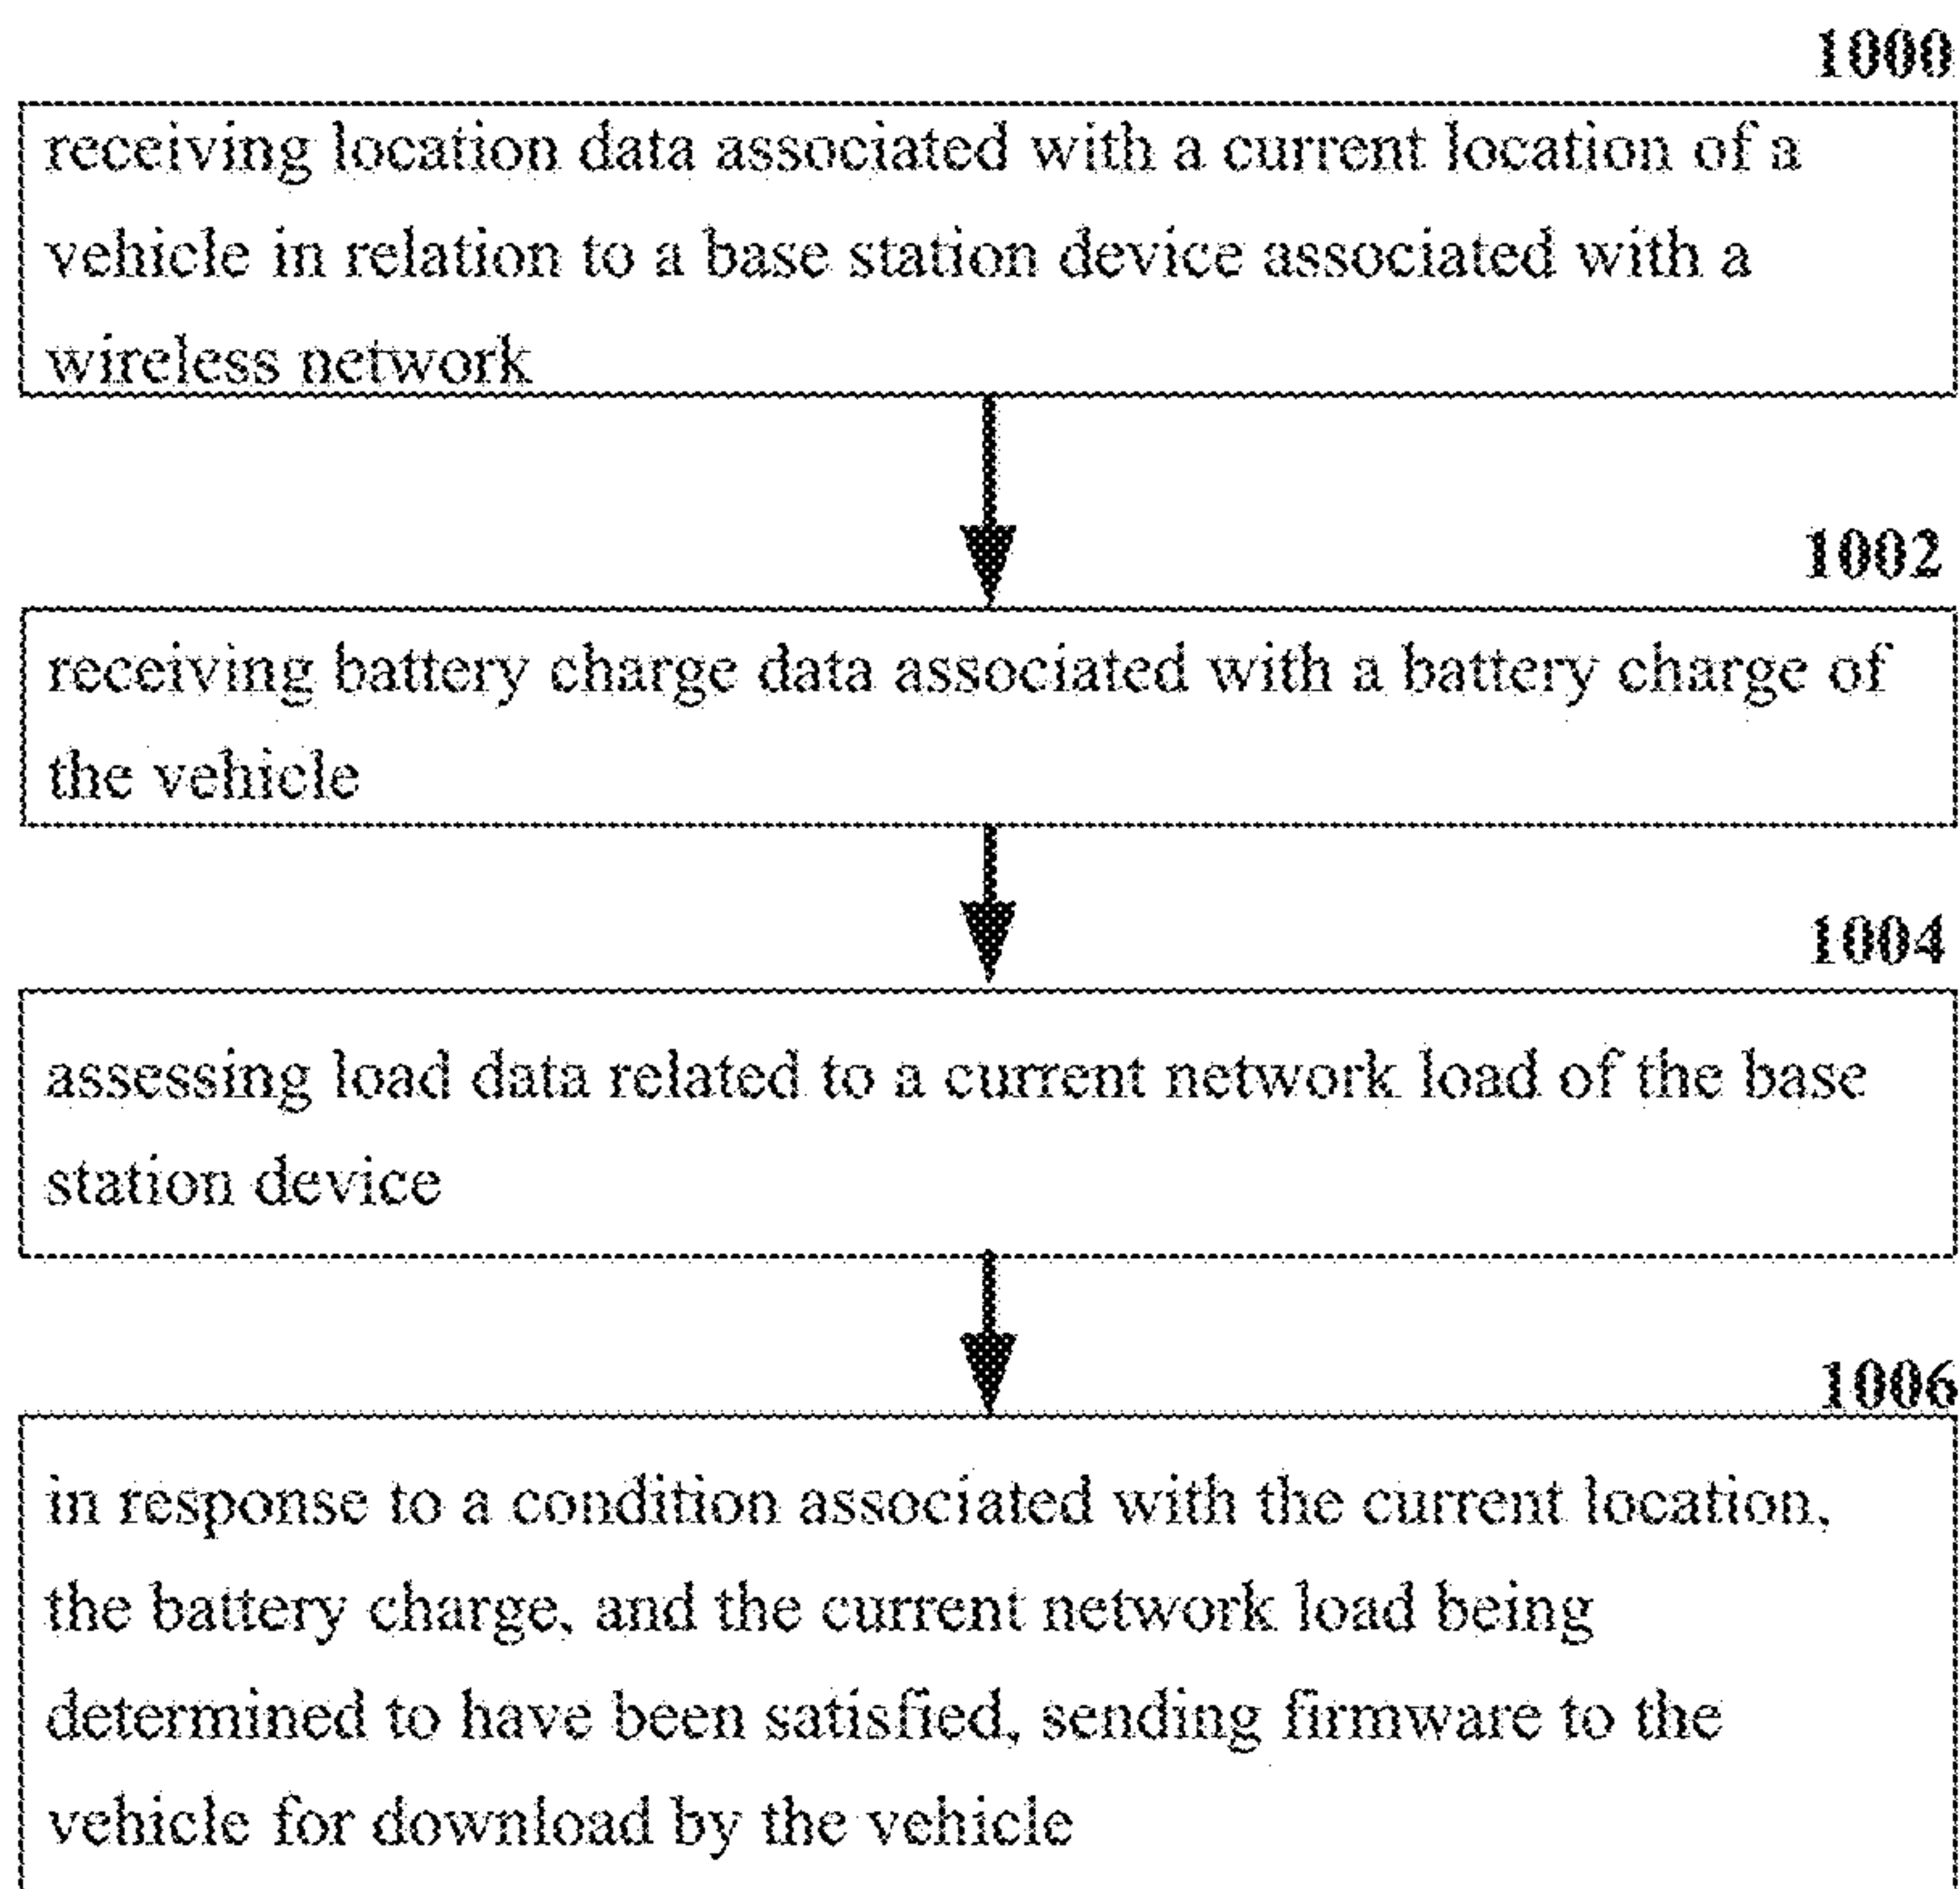 1000
receiving location data associated with a current location of a
vehicle in relation to a base station device associated with a
wireless network
1002
receiving battery charge data associated with a battery charge of
the vehicle
1004
assessing load data related to a current network load of the base
station device
1006
in response to a condition associated with the current location,
the battery charge, and the current network load being
determined to have been satisfied, sending firmware to the
vehicle for download by the vehicle